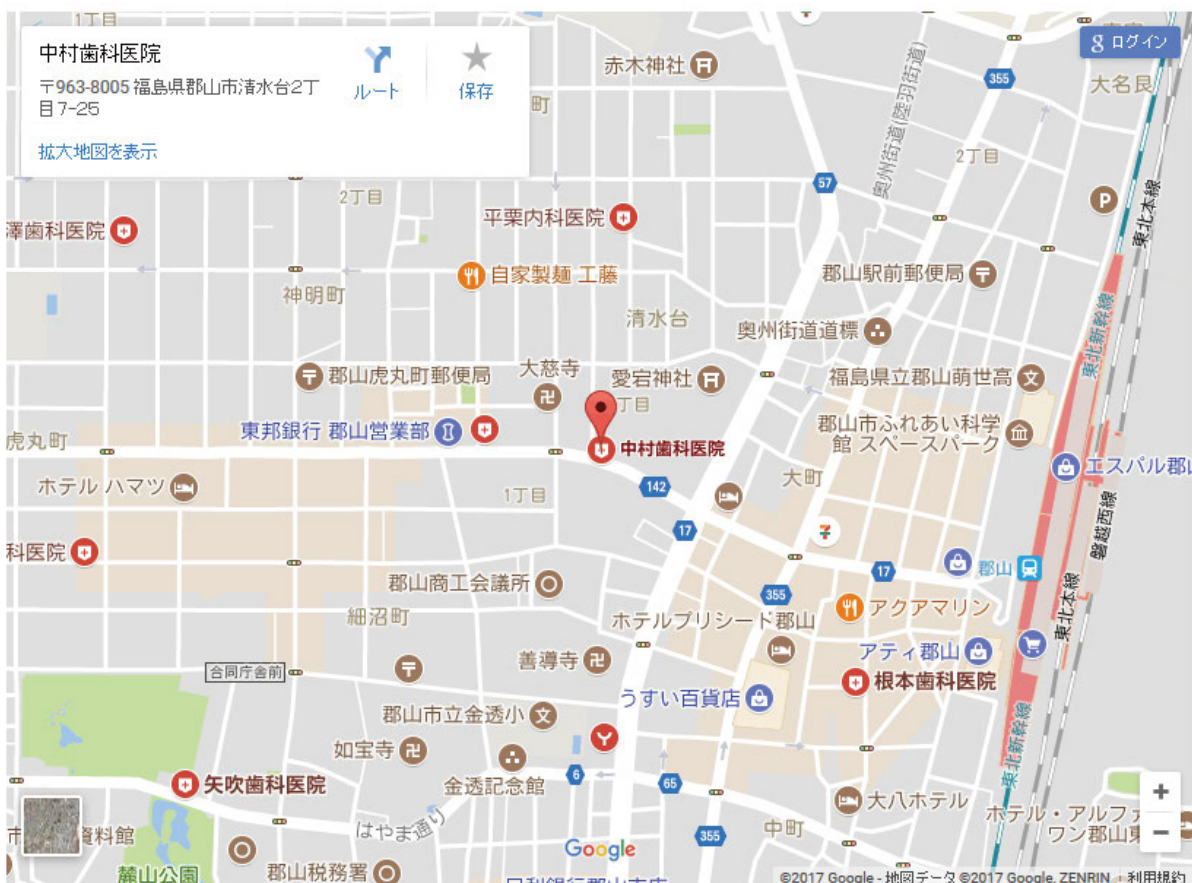 1丁目
中村歯科医院
〒963-8005 福島県郡山市清水台2丁
目7-25
ルート
保存
拡大地図を表示
g ログイン
赤木神社
355
大名艮
町
奥州街道(陸羽街道)
2丁目
57
2丁目
P
東北本線
澤歯科医院
平栗内科医院
自家製麺 工藤
郡山駅前郵便局
神明町
清水台
奥州街道道標
東北新幹線
郡山虎丸町郵便局
大慈寺
愛宕神社
丁目
福島県立郡山萌世高
郡山市ふれあい科学
館 スペースパーク
虎丸町
東邦銀行 郡山営業部
中村歯科医院
エスパル郡山
ホテル ハマツ
1丁目
142
大町
17
磐越西線
科医院
郡山商工会議所
17
郡山
355
アクアマリン
細沼町
ホテルプリシード郡山
東北本線
合同庁舎前
善導寺
アティ郡山
根本歯科医院
うすい百貨店
郡山市立金透小
東北新幹線
如宝寺
金透記念館
6
65
矢吹歯科医院
大八ホテル
はやま通り
355
中町
ホテル・アルファ
ワン郡山東
市
資料館
Google
麓山公園
郡山税務署
©2017 Google - 地図データ ©2017 Google, ZENRIN
利用規約